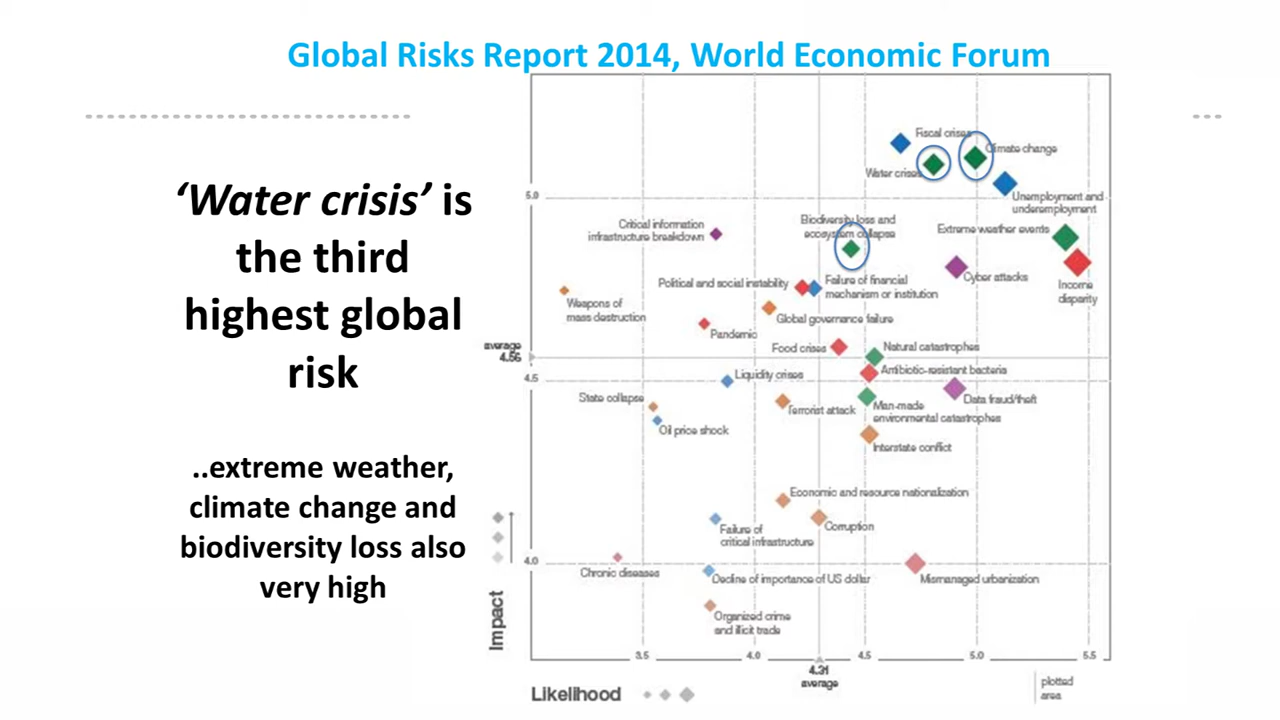 Global Risks Report 2014, World Economic Forum
‘Water crisis’ is
the third
highest global
risk
..extreme weather,
climate change and
biodiversity loss also
very high
Fiscal crises
Climate change
Water crises
Unemployment and
underemployment
5.0
Critical information
infrastructure breakdown
Biodiversity loss and
ecosystem collapse
Extreme weather events
Cyber attacks
Income
disparity
Political and social instability
Failure of financial
mechanism or institution
Weapons of
mass destruction
Global governance failure
Pandemic
Food crises
Natural catastrophes
average
4.56
4.5
Liquidity crises
Antibiotic-resistant bacteria
State collapse
Terrorist attack
Man-made
environmental catastrophes
Data fraud/theft
Oil price shock
Interstate conflict
Economic and resource nationalization
Failure of
critical infrastructure
Corruption
4.0
Chronic diseases
Decline of importance of US dollar
Mismanaged urbanization
Organized crime
and illicit trade
Impact
3.5
4.0
4.5
5.0
5.5
4.31
average
Likelihood
plotted
area